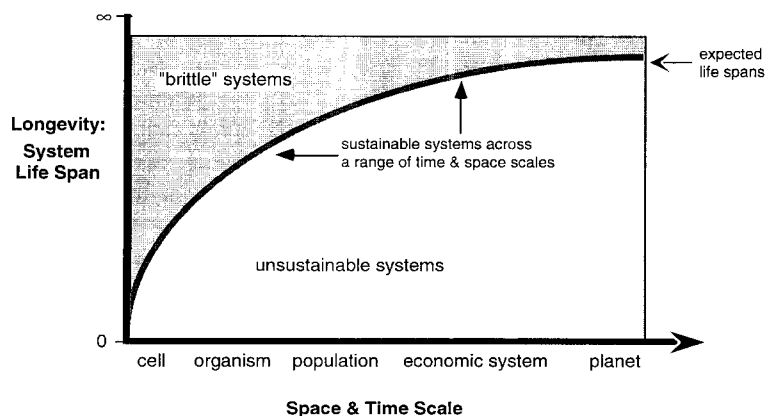 ∞
"brittle" systems
expected
life spans
Longevity:
System
Life Span
sustainable systems across
a range of time & space scales
unsustainable systems
0
cell organism population economic system planet
Space & Time Scale